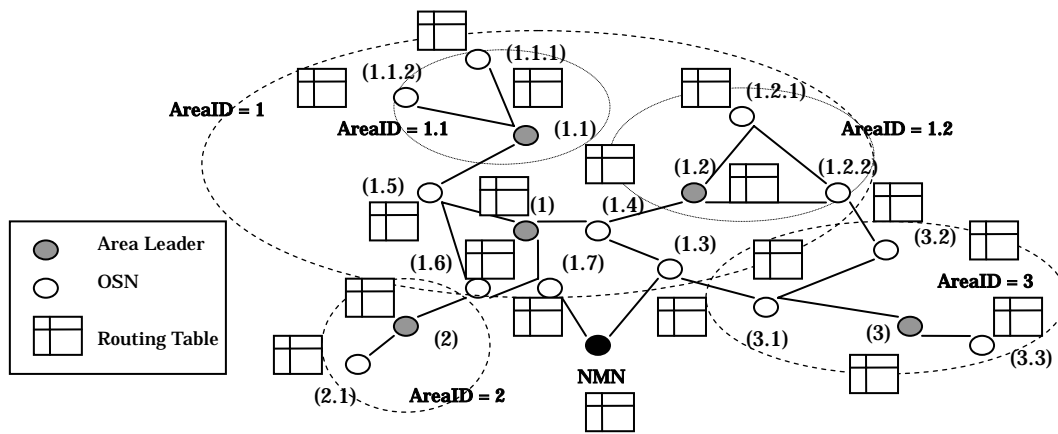 (1.1.1)
(1.1.2)
(1.2.1)
AreaID = 1
AreaID = 1.1
(1.1)
AreaID = 1.2
(1.2)
(1.2.2)
(1.5)
(1)
(1.4)
(3.2)
(1.6)
(1.7)
(1.3)
AreaID = 3
Area Leader
OSN
Routing Table
(2)
(3.1)
(3)
(3.3)
NMN
(2.1)
AreaID = 2